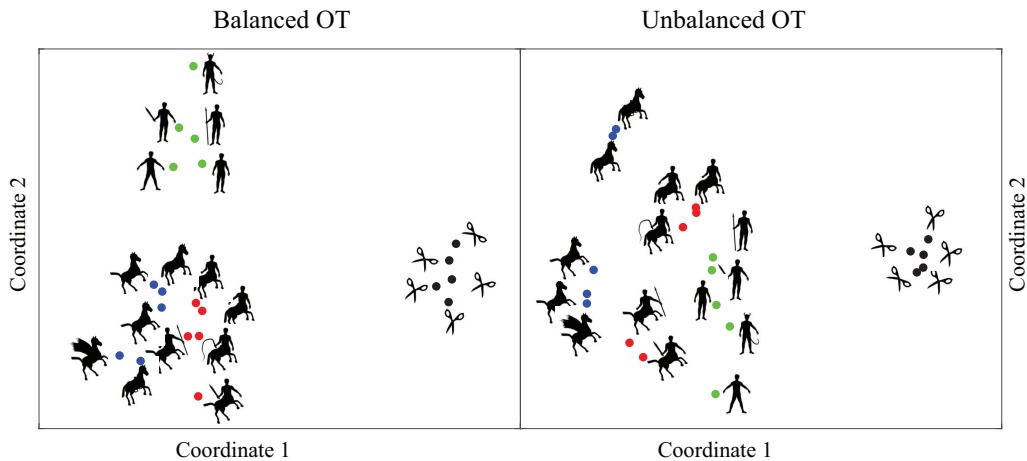 Balanced OT
Unbalanced OT
Coordinate 2
Coordinate 2
Coordinate 1
Coordinate 1